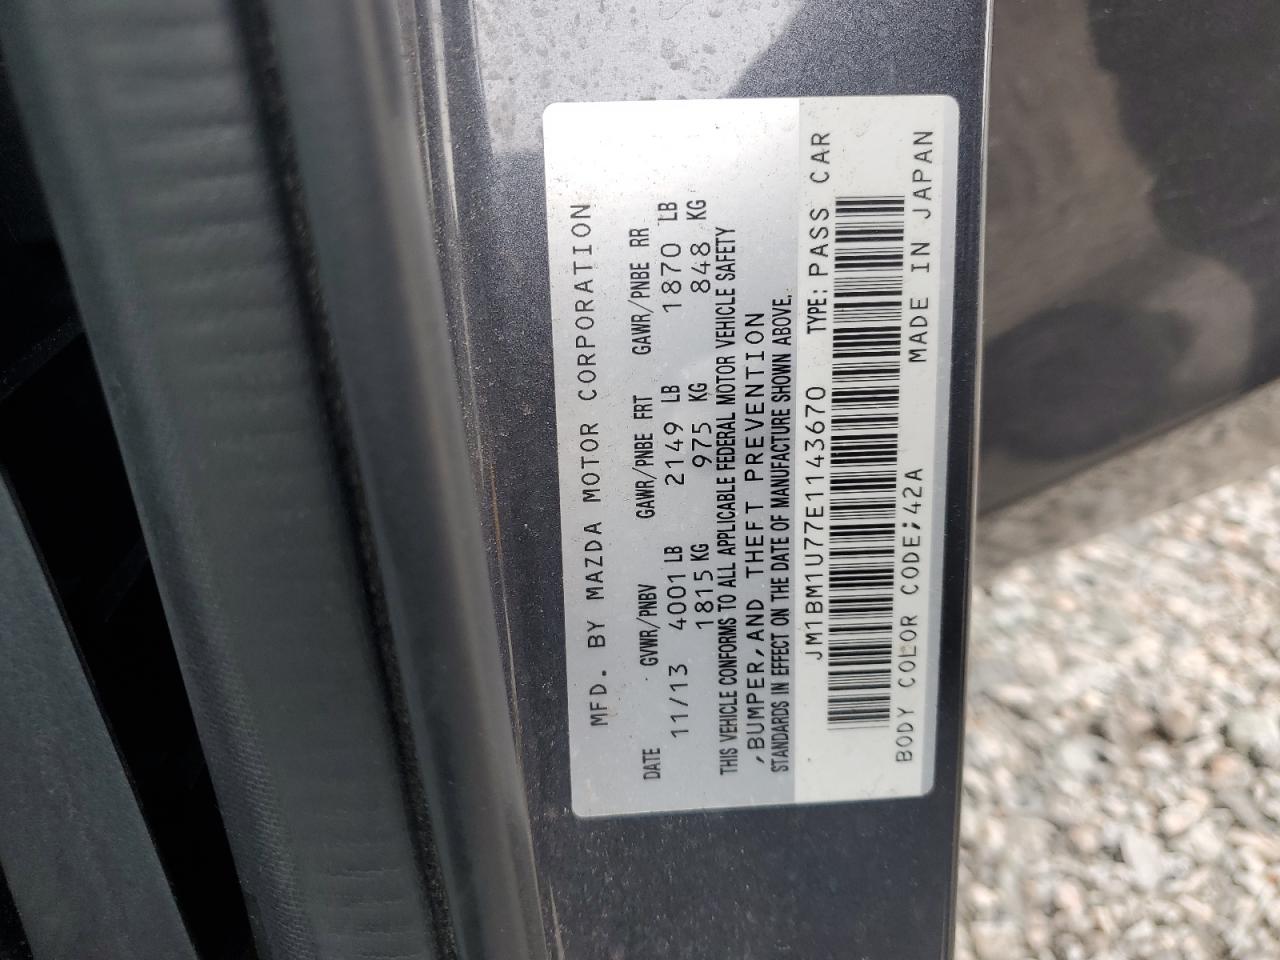 MFD. BY MAZDA MOTOR CORPORATION
DATE GVWR/PNBV GAWR/PNBE FRT GAWR/PNBE RR
11/13 4001 LB 2149 LB 1870 LB
1815 KG 975 KG 848 KG
THIS VEHICLE CONFORMS TO ALL APPLICABLE FEDERAL MOTOR VEHICLE SAFETY
,BUMPER,AND THEFT PREVENTION
STANDARDS IN EFFECT ON THE DATE OF MANUFACTURE SHOWN ABOVE.
JM1BM1U77E1143670 TYPE: PASS CAR
BODY COLOR CODE;42A MADE IN JAPAN